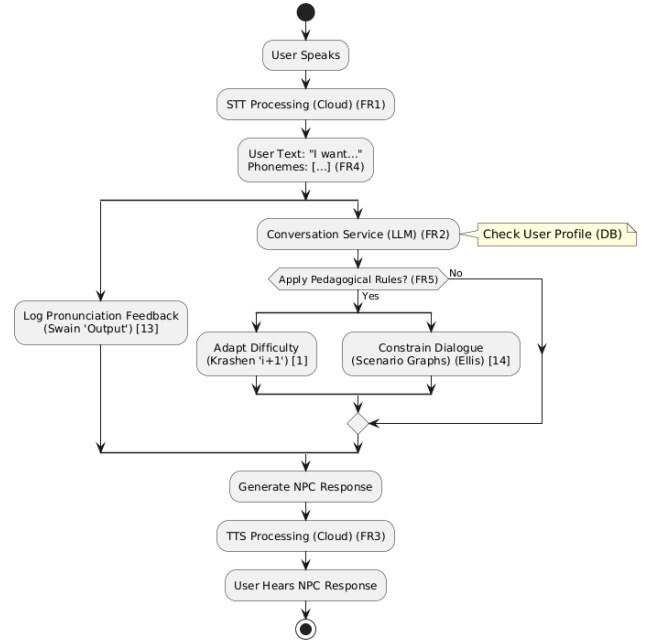 User Speaks
STT Processing (Cloud) (FR1)
User Text: "I want..."
Phonemes: [...] (FR4)
Conversation Service (LLM) (FR2)
Check User Profile (DB)
Apply Pedagogical Rules? (FR5)
No
Yes
Log Pronunciation Feedback
(Swain 'Output') [13]
Adapt Difficulty
(Krashen 'i+1') [1]
Constrain Dialogue
(Scenario Graphs) (Ellis) [14]
Generate NPC Response
TTS Processing (Cloud) (FR3)
User Hears NPC Response